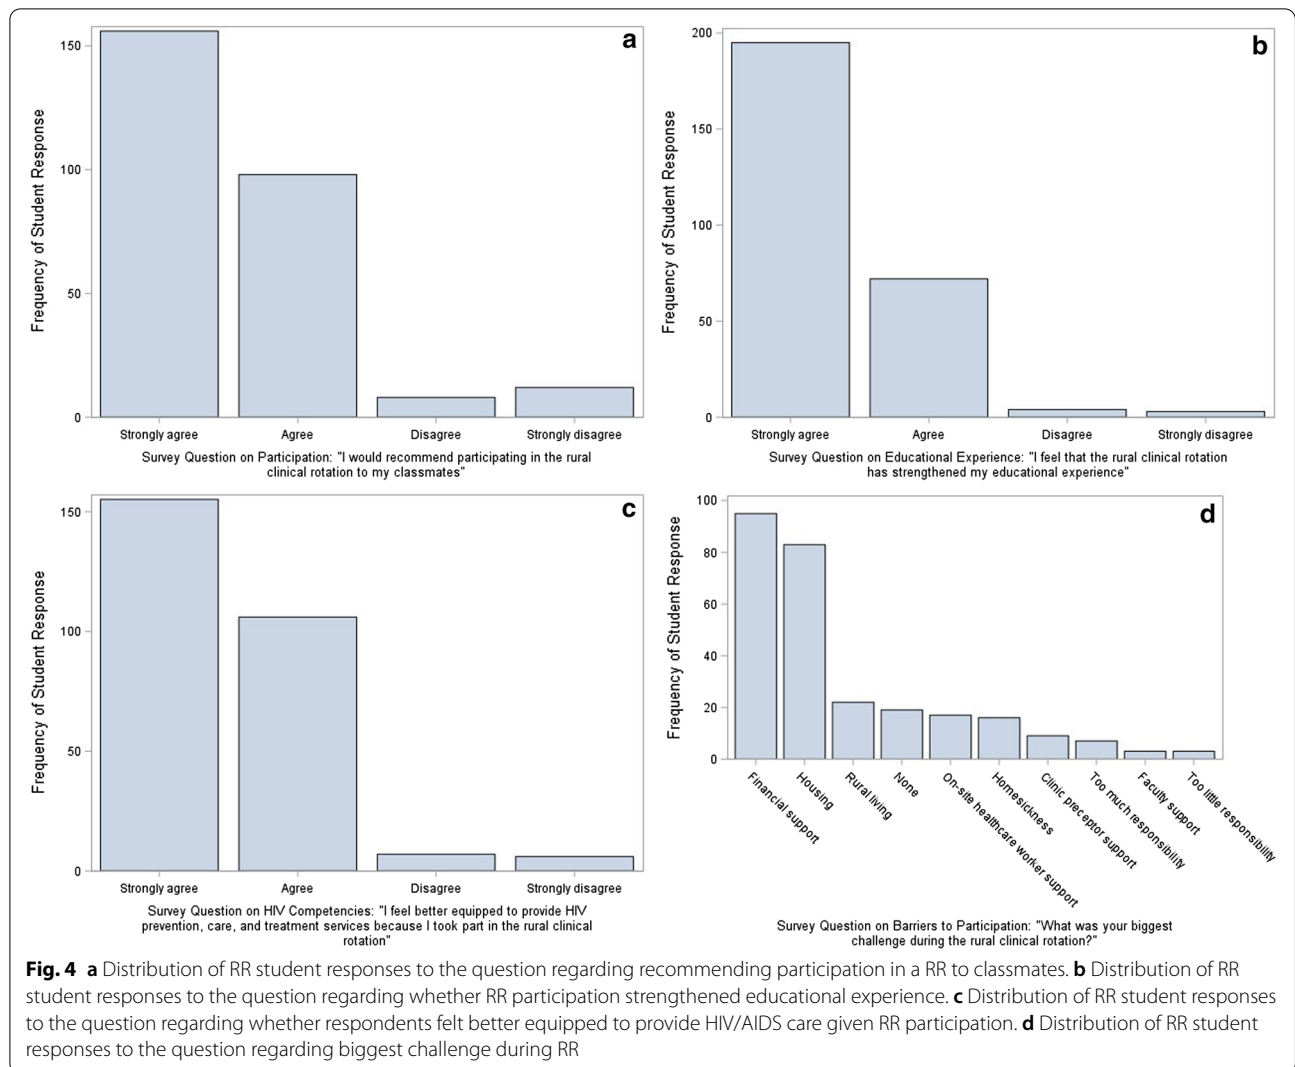 a
150
100
50
0
Frequency of Student Response
Strongly agree Agree Disagree Strongly disagree
Survey Question on Participation: "I would recommend participating in the rural
clinical rotation to my classmates"
b
200
150
100
50
0
Frequency of Student Response
Strongly agree Agree Disagree Strongly disagree
Survey Question on Educational Experience: "I feel that the rural clinical rotation
has strengthened my educational experience"
c
150
100
50
0
Frequency of Student Response
Strongly agree Agree Disagree Strongly disagree
Survey Question on HIV Competencies: "I feel better equipped to provide HIV
prevention, care, and treatment services because I took part in the rural clinical
rotation"
d
100
80
60
40
20
0
Frequency of Student Response
Financial support
Housing
Rural living
None
On-site healthcare worker support
Homesickness
Clinic preceptor support
Too much responsibility
Faculty support
Too little responsibility
Survey Question on Barriers to Participation: "What was your biggest
challenge during the rural clinical rotation?"
Fig. 4 a Distribution of RR student responses to the question regarding recommending participation in a RR to classmates. b Distribution of RR
student responses to the question regarding whether RR participation strengthened educational experience. c Distribution of RR student responses
to the question regarding whether respondents felt better equipped to provide HIV/AIDS care given RR participation. d Distribution of RR student
responses to the question regarding biggest challenge during RR